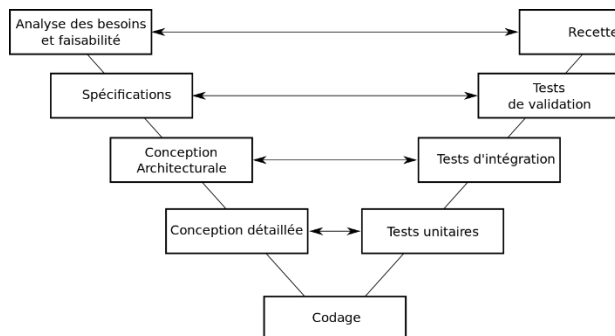 Analyse des besoins
et faisabilité
Recette
Spécifications
Tests
de validation
Conception
Architecturale
Tests d'intégration
Conception détaillée
Tests unitaires
Codage